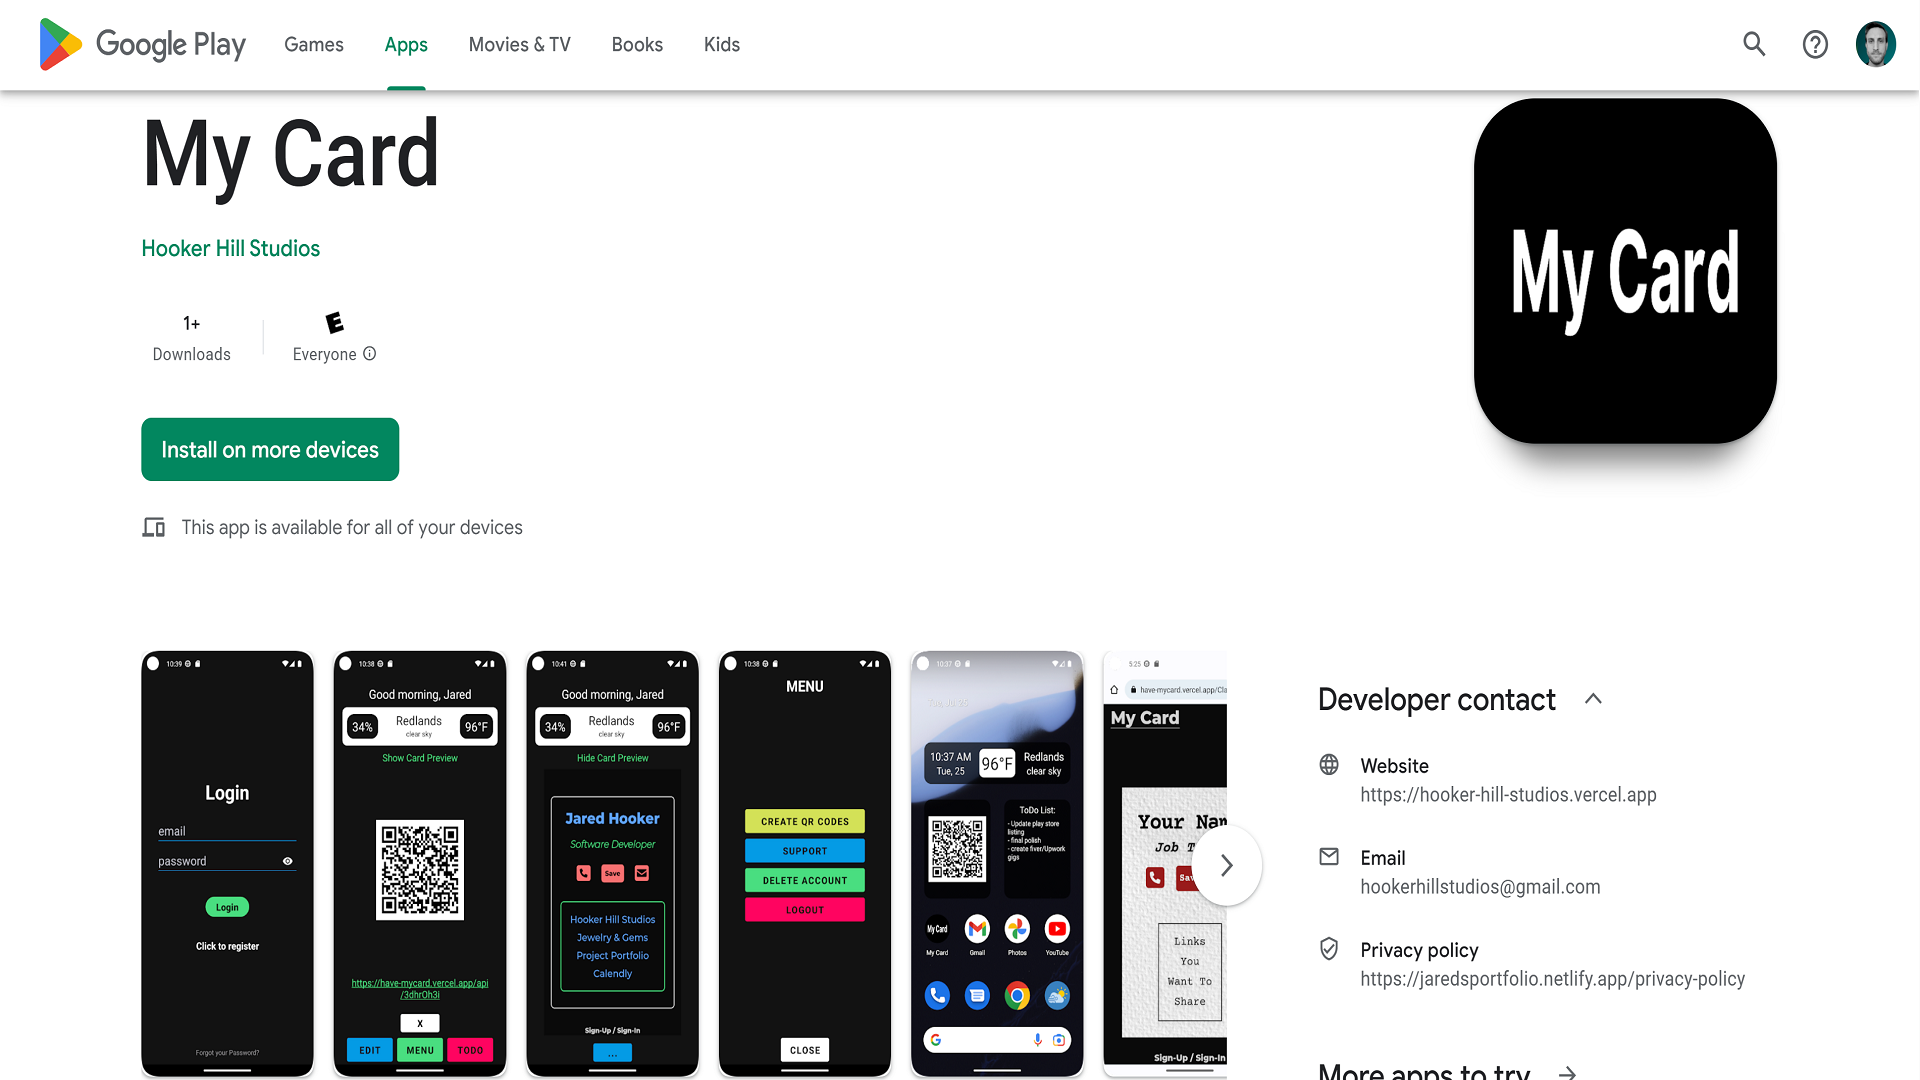 Google Play Games Apps Movies & TV Books Kids
My Card
Hooker Hill Studios
My Card
1+
Downloads
E
Everyone
Install on more devices
This app is available for all of your devices
10:39
Login
email
password
Login
Click to register
Forgot your Password?
10:38
Good morning, Jared
34% Redlands 96°F
clear sky
Show Card Preview
https://have-mycard.vercel.app/api
/3dhrOh3i
X
EDIT MENU TODO
10:41
Good morning, Jared
34% Redlands 96°F
clear sky
Hide Card Preview
Jared Hooker
Software Developer
Save
Hooker Hill Studios
Jewelry & Gems
Project Portfolio
Calendly
Sign-Up / Sign-In
...
10:38
MENU
CREATE QR CODES
SUPPORT
DELETE ACCOUNT
LOGOUT
CLOSE
10:37
10:37 AM 96°F Redlands
Tue, 25 clear sky
ToDo List:
- Update play store
listing
- final polish
- create fiver/Upwork
gigs
My Card
My Card Gmail Photos YouTube
5:25
have-mycard.vercel.app/Cla
My Card
Your Nam
Job T
Sav
Links
You
Want To
Share
Sign-Up / Sign-In
Developer contact
Website
https://hooker-hill-studios.vercel.app
Email
hookerhillstudios@gmail.com
Privacy policy
https://jaredsportfolio.netlify.app/privacy-policy
More apps to try